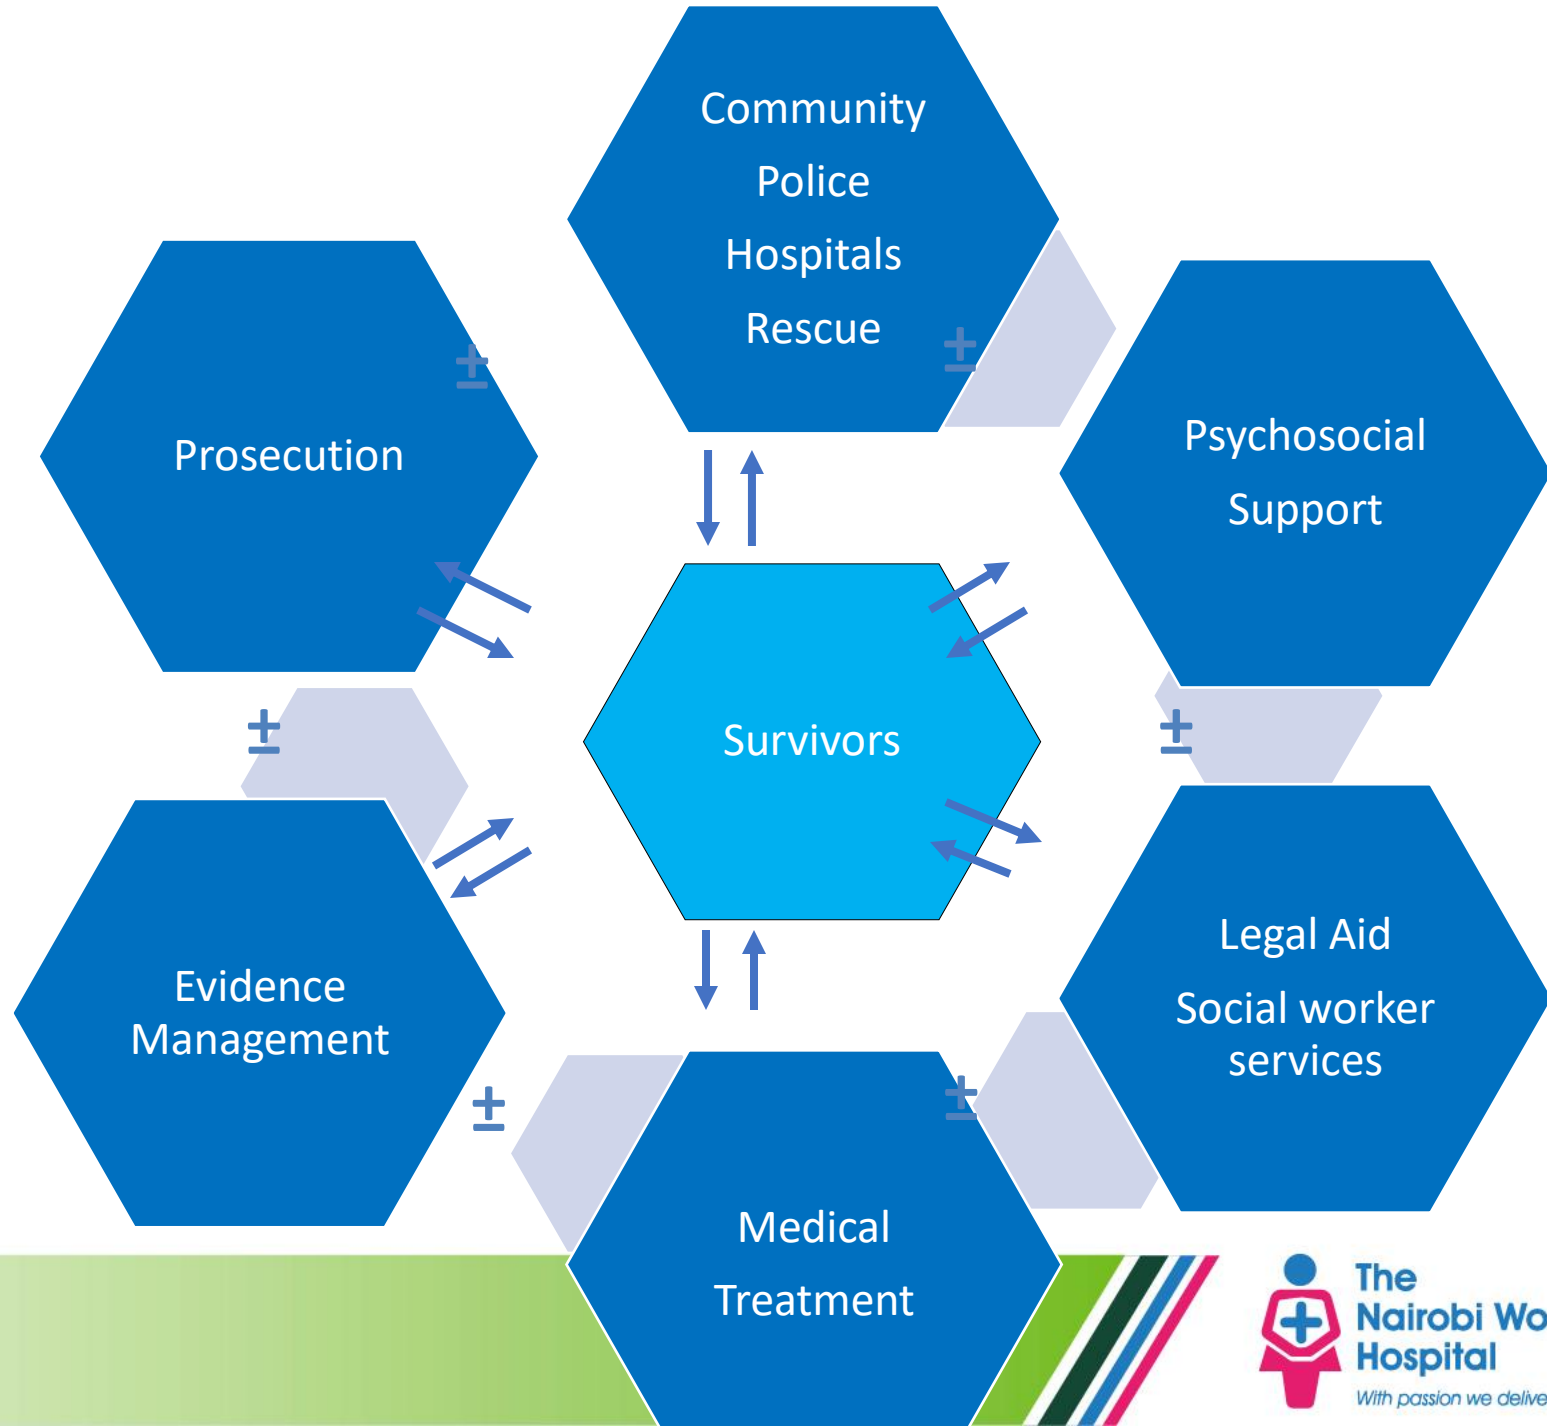 Community
Police
Hospitals
Rescue
±
±
Prosecution
Psychosocial
Support
±
±
Survivors
Evidence
Management
Legal Aid
Social worker
services
±
±
Medical
Treatment
The
Nairobi Wo
Hospital
With passion we delive